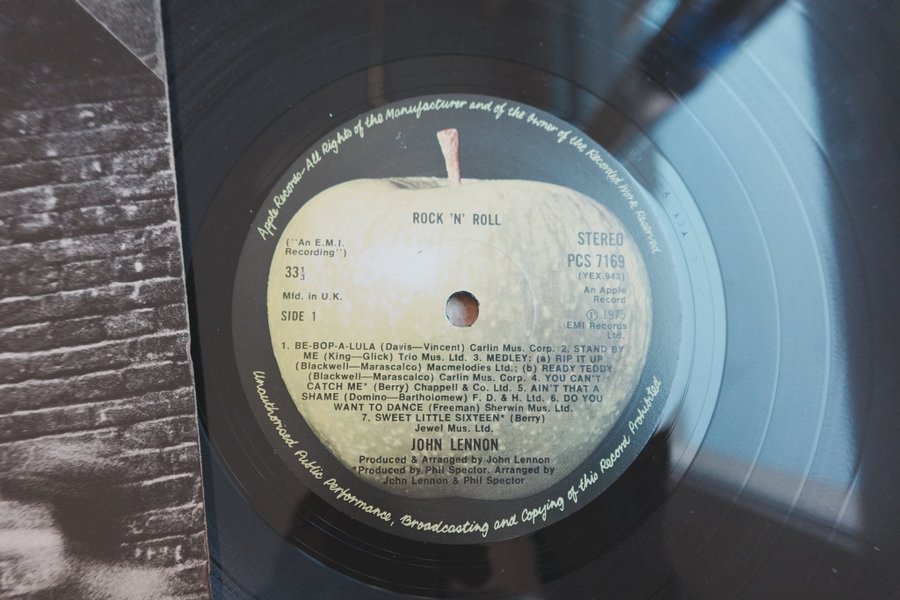 Apple Records-All Rights of the Manufacturer and of the Owner of the Recorded Work Reserved
ROCK 'N' ROLL
(''An E.M.I.
Recording'')
33⅓
Mfd. in U.K.
SIDE 1
STEREO
PCS 7169
(YEX.943)
An Apple
Record
℗ 1975
EMI Records
Ltd.
1. BE-BOP-A-LULA (Davis—Vincent) Carlin Mus. Corp. 2. STAND BY
ME (King—Glick) Trio Mus. Ltd. 3. MEDLEY: (a) RIP IT UP
(Blackwell—Marascalco) Macmelodies Ltd.; (b) READY TEDDY
(Blackwell—Marascalco) Carlin Mus. Corp. 4. YOU CAN'T
CATCH ME* (Berry) Chappell & Co. Ltd. 5. AIN'T THAT A
SHAME (Domino—Bartholomew) F. D. & H. Ltd. 6. DO YOU
WANT TO DANCE (Freeman) Sherwin Mus. Ltd.
7. SWEET LITTLE SIXTEEN* (Berry)
Jewel Mus. Ltd.
JOHN LENNON
Produced & Arranged by John Lennon
*Produced by Phil Spector. Arranged by
John Lennon & Phil Spector
Unauthorised Public Performance, Broadcasting and Copying of this Record Prohibited